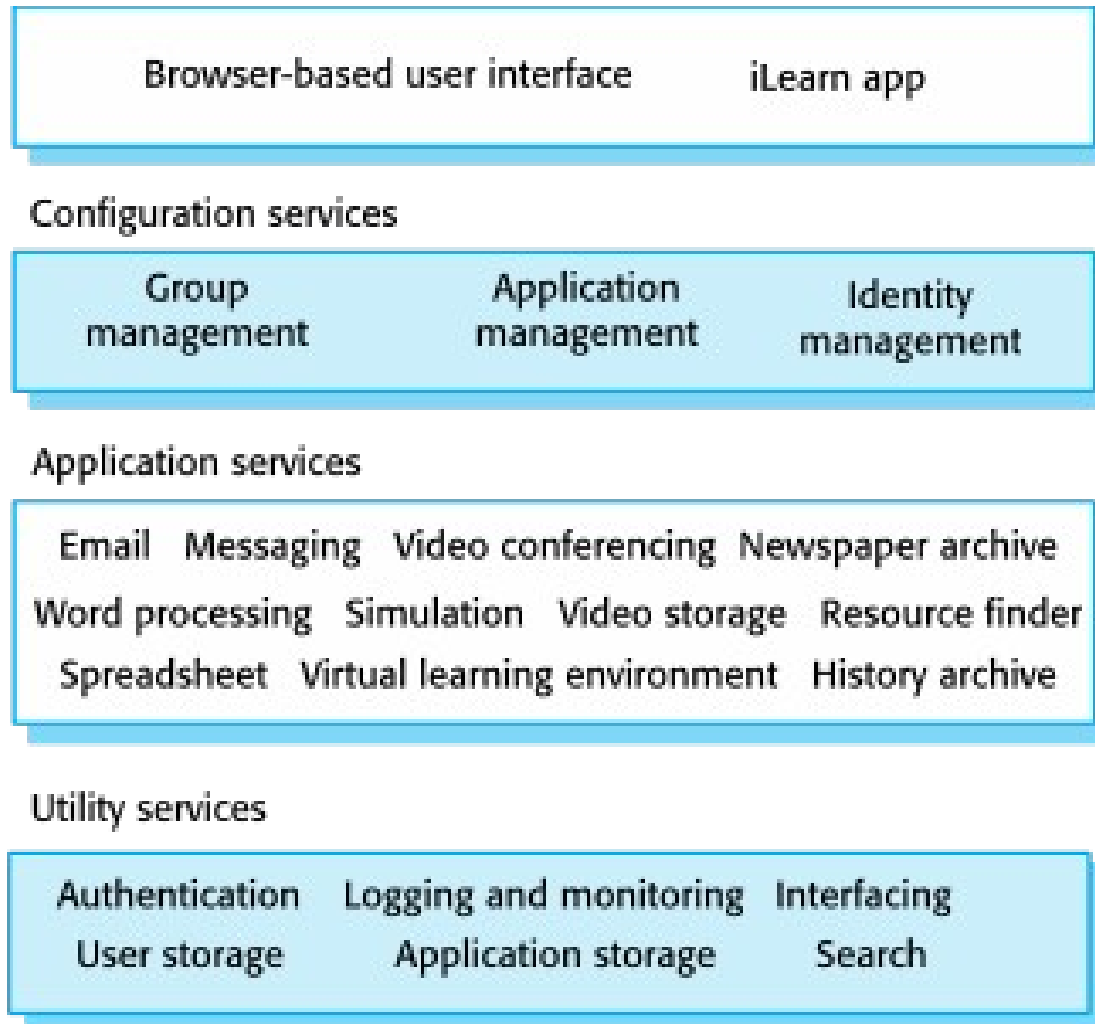 Browser-based user interface iLearn app
Configuration services
Group management Application management Identity management
Application services
Email Messaging Video conferencing Newspaper archive
Word processing Simulation Video storage Resource finder
Spreadsheet Virtual learning environment History archive
Utility services
Authentication Logging and monitoring Interfacing
User storage Application storage Search